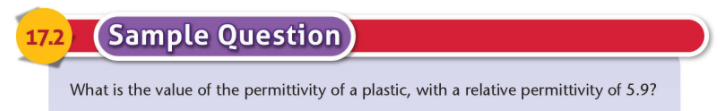 17.2 Sample Question
What is the value of the permittivity of a plastic, with a relative permittivity of 5.9?